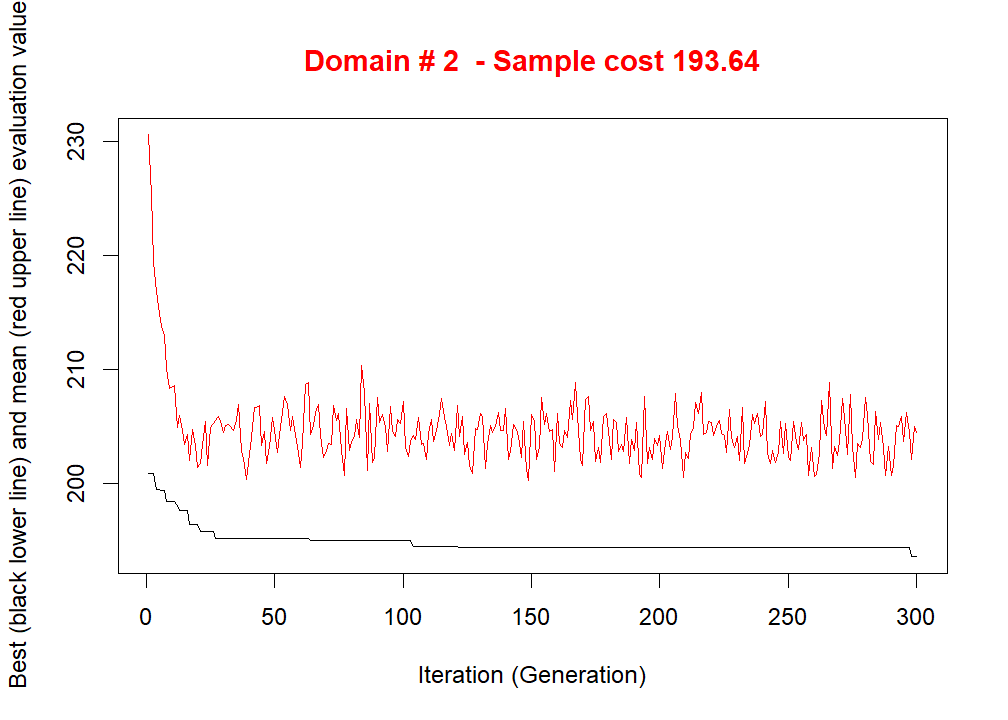 Domain # 2  - Sample cost 193.64
Best (black lower line) and mean (red upper line) evaluation value
230
220
210
200
0 50 100 150 200 250 300
Iteration (Generation)